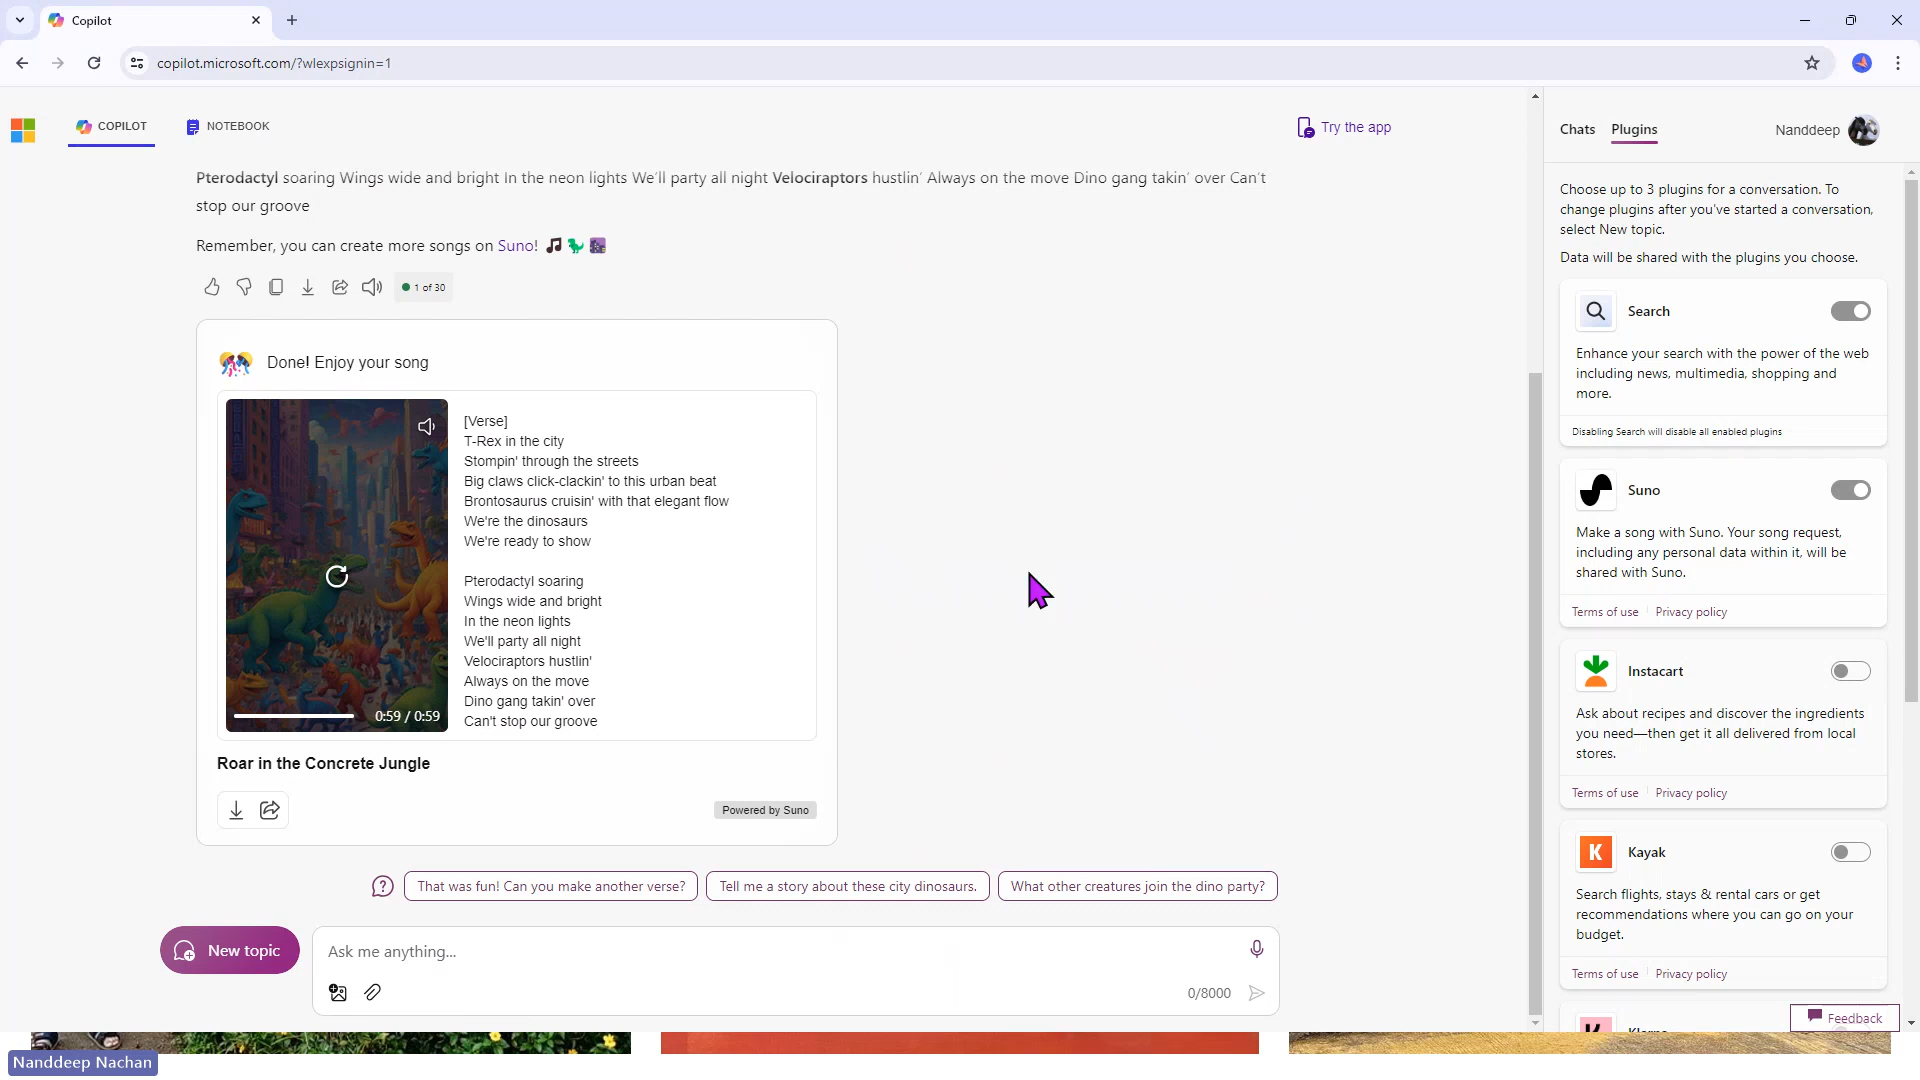 Copilot
copilot.microsoft.com/?wlexpsignin=1
COPILOT
NOTEBOOK
Try the app
Pterodactyl soaring Wings wide and bright In the neon lights We'll party all night Velociraptors hustlin' Always on the move Dino gang takin' over Can't
stop our groove
Remember, you can create more songs on Suno!
1 of 30
Done! Enjoy your song
[Verse]
T-Rex in the city
Stompin' through the streets
Big claws click-clackin' to this urban beat
Brontosaurus cruisin' with that elegant flow
We're the dinosaurs
We're ready to show
Pterodactyl soaring
Wings wide and bright
In the neon lights
We'll party all night
Velociraptors hustlin'
Always on the move
Dino gang takin' over
Can't stop our groove
0:59 / 0:59
Roar in the Concrete Jungle
Powered by Suno
That was fun! Can you make another verse?
Tell me a story about these city dinosaurs.
What other creatures join the dino party?
New topic
Ask me anything...
0/8000
Chats
Plugins
Nanddeep
Choose up to 3 plugins for a conversation. To
change plugins after you've started a conversation,
select New topic.
Data will be shared with the plugins you choose.
Search
Enhance your search with the power of the web
including news, multimedia, shopping and
more.
Disabling Search will disable all enabled plugins
Suno
Make a song with Suno. Your song request,
including any personal data within it, will be
shared with Suno.
Terms of use
Privacy policy
Instacart
Ask about recipes and discover the ingredients
you need—then get it all delivered from local
stores.
Terms of use
Privacy policy
K
Kayak
Search flights, stays & rental cars or get
recommendations where you can go on your
budget.
Terms of use
Privacy policy
Feedback
Nanddeep Nachan